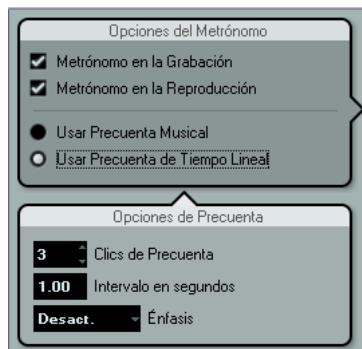 Opciones del Metrónomo
Metrónomo en la Grabación
Metrónomo en la Reproducción
Usar Precuenta Musical
Usar Precuenta de Tiempo Lineal
Opciones de Precuenta
3 Clics de Precuenta
1.00 Intervalo en segundos
Desact. Énfasis